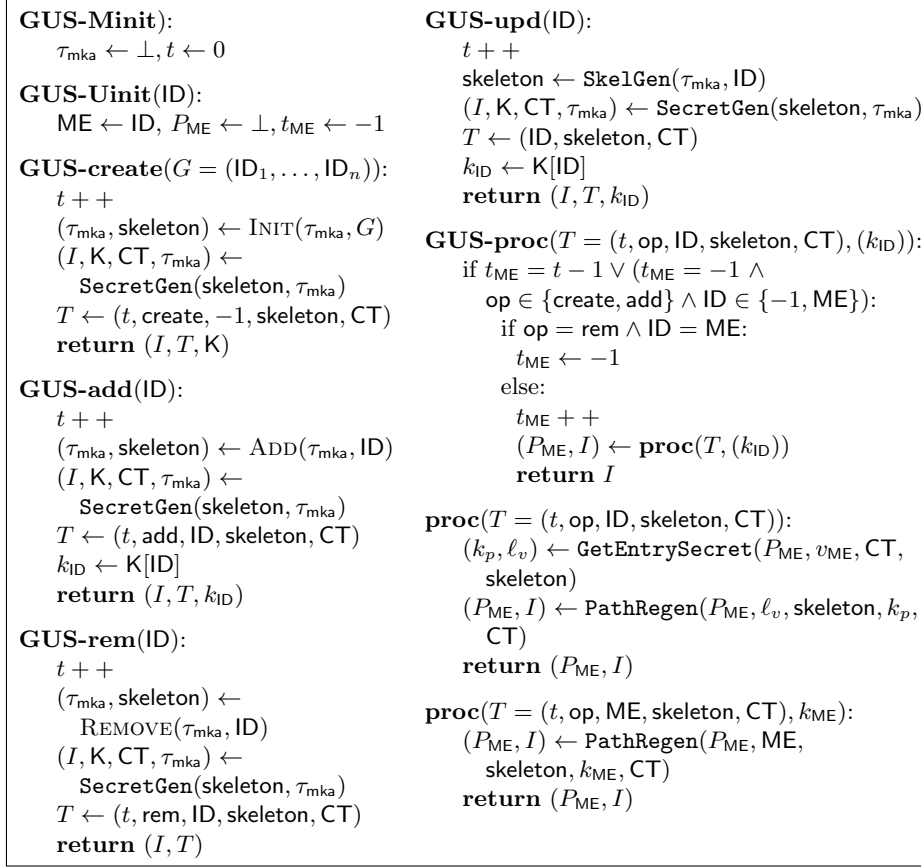 GUS-Minit):
τmka ← ⊥, t ← 0
GUS-Uinit(ID):
ME ← ID, PME ← ⊥, tME ← −1
GUS-create(G = (ID1, . . . , IDn)):
t + +
(τmka, skeleton) ← INIT(τmka, G)
(I, K, CT, τmka) ←
SecretGen(skeleton, τmka)
T ← (t, create, −1, skeleton, CT)
return (I, T, K)
GUS-add(ID):
t + +
(τmka, skeleton) ← ADD(τmka, ID)
(I, K, CT, τmka) ←
SecretGen(skeleton, τmka)
T ← (t, add, ID, skeleton, CT)
kID ← K[ID]
return (I, T, kID)
GUS-rem(ID):
t + +
(τmka, skeleton) ←
REMOVE(τmka, ID)
(I, K, CT, τmka) ←
SecretGen(skeleton, τmka)
T ← (t, rem, ID, skeleton, CT)
return (I, T)
GUS-upd(ID):
t + +
skeleton ← SkelGen(τmka, ID)
(I, K, CT, τmka) ← SecretGen(skeleton, τmka)
T ← (ID, skeleton, CT)
kID ← K[ID]
return (I, T, kID)
GUS-proc(T = (t, op, ID, skeleton, CT), (kID)):
if tME = t − 1 ∨ (tME = −1 ∧
op ∈ {create, add} ∧ ID ∈ {−1, ME}):
if op = rem ∧ ID = ME:
tME ← −1
else:
tME + +
(PME, I) ← proc(T, (kID))
return I
proc(T = (t, op, ID, skeleton, CT)):
(kp, ℓv) ← GetEntrySecret(PME, vME, CT,
skeleton)
(PME, I) ← PathRegen(PME, ℓv, skeleton, kp,
CT)
return (PME, I)
proc(T = (t, op, ME, skeleton, CT), kME):
(PME, I) ← PathRegen(PME, ME,
skeleton, kME, CT)
return (PME, I)